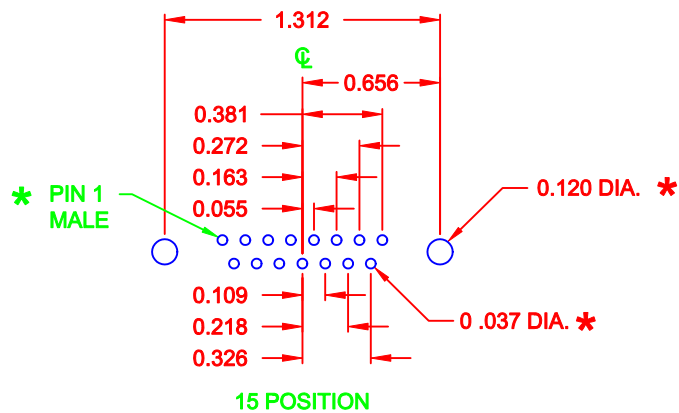 1.312
℄
0.656
0.381
0.272
0.163
0.055
* PIN 1
MALE
0.120 DIA. *
0.109
0.218
0.326
0 .037 DIA. *
15 POSITION